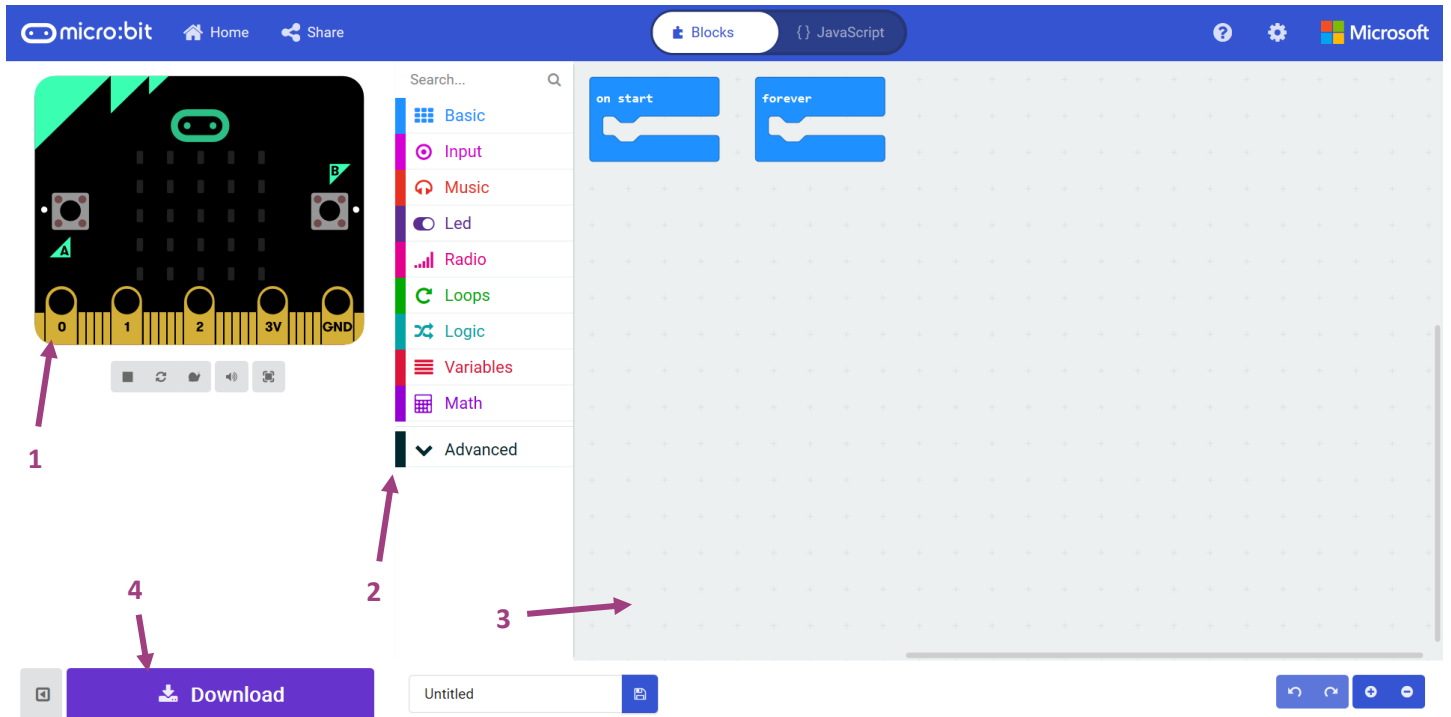 micro:bit Home Share Blocks {} JavaScript ? Microsoft
Search...
on start forever
Basic
Input
B
Music
Led
A
Radio
Loops
0 1 2 3V GND
Logic
Variables
Math
1
Advanced
2
4
3
Download
Untitled